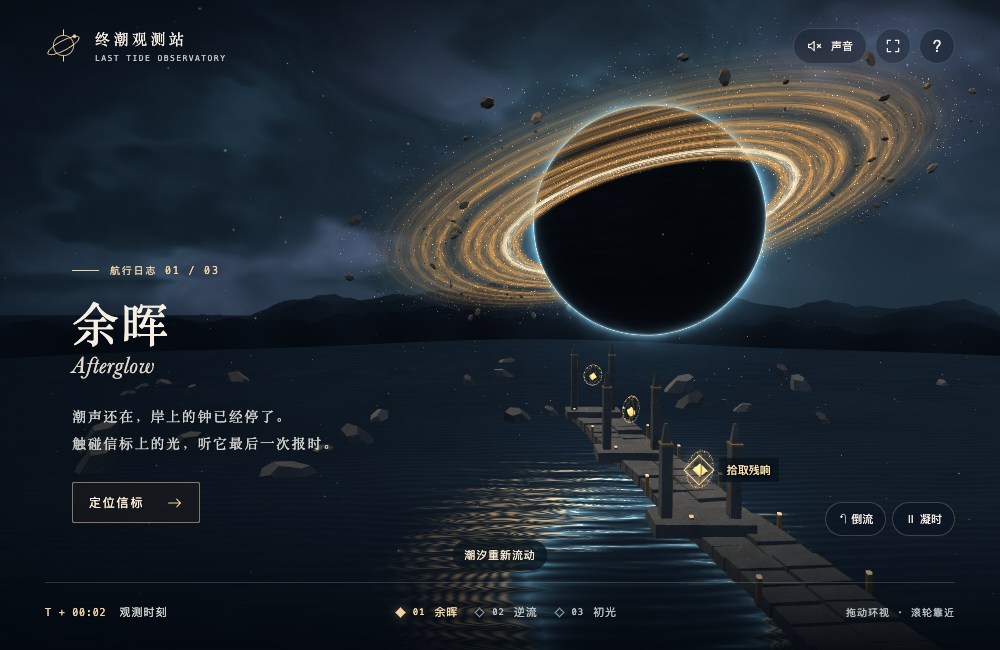 终潮观测站
LAST TIDE OBSERVATORY
声音
?
航行日志 01 / 03
余晖
Afterglow
潮声还在，岸上的钟已经停了。
触碰信标上的光，听它最后一次报时。
定位信标 →
拾取残响
倒流
凝时
潮汐重新流动
T + 00:02 观测时刻
01 余晖
02 逆流
03 初光
拖动环视 · 滚轮靠近